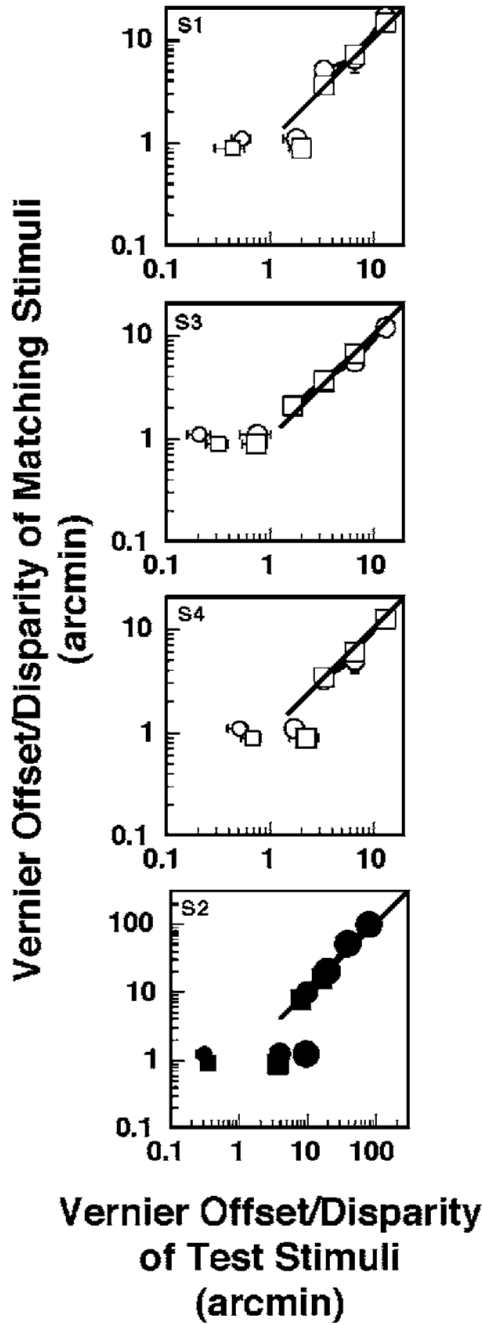 Vernier Offset/Disparity of Matching Stimuli
(arcmin)
S1
10
1
0.1
0.1 1 10
S3
10
1
0.1
0.1 1 10
S4
10
1
0.1
0.1 1 10
S2
100
10
1
0.1
0.1 1 10 100
Vernier Offset/Disparity
of Test Stimuli
(arcmin)